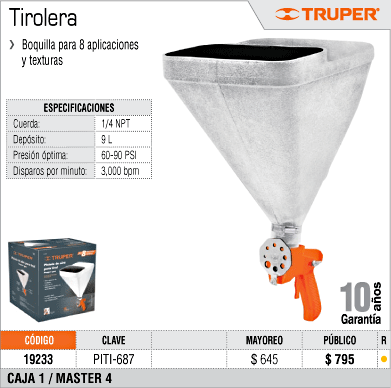 Tirolera
TRUPER®
Boquilla para 8 aplicaciones
y texturas
ESPECIFICACIONES
Cuerda: 1/4 NPT
Depósito: 9 L
Presión óptima: 60-90 PSI
Disparos por minuto: 3,000 bpm
TRUPER
10 años
Garantía
CÓDIGO CLAVE MAYOREO PÚBLICO R
19233 PITI-687 $ 645 $ 795
CAJA 1 / MASTER 4